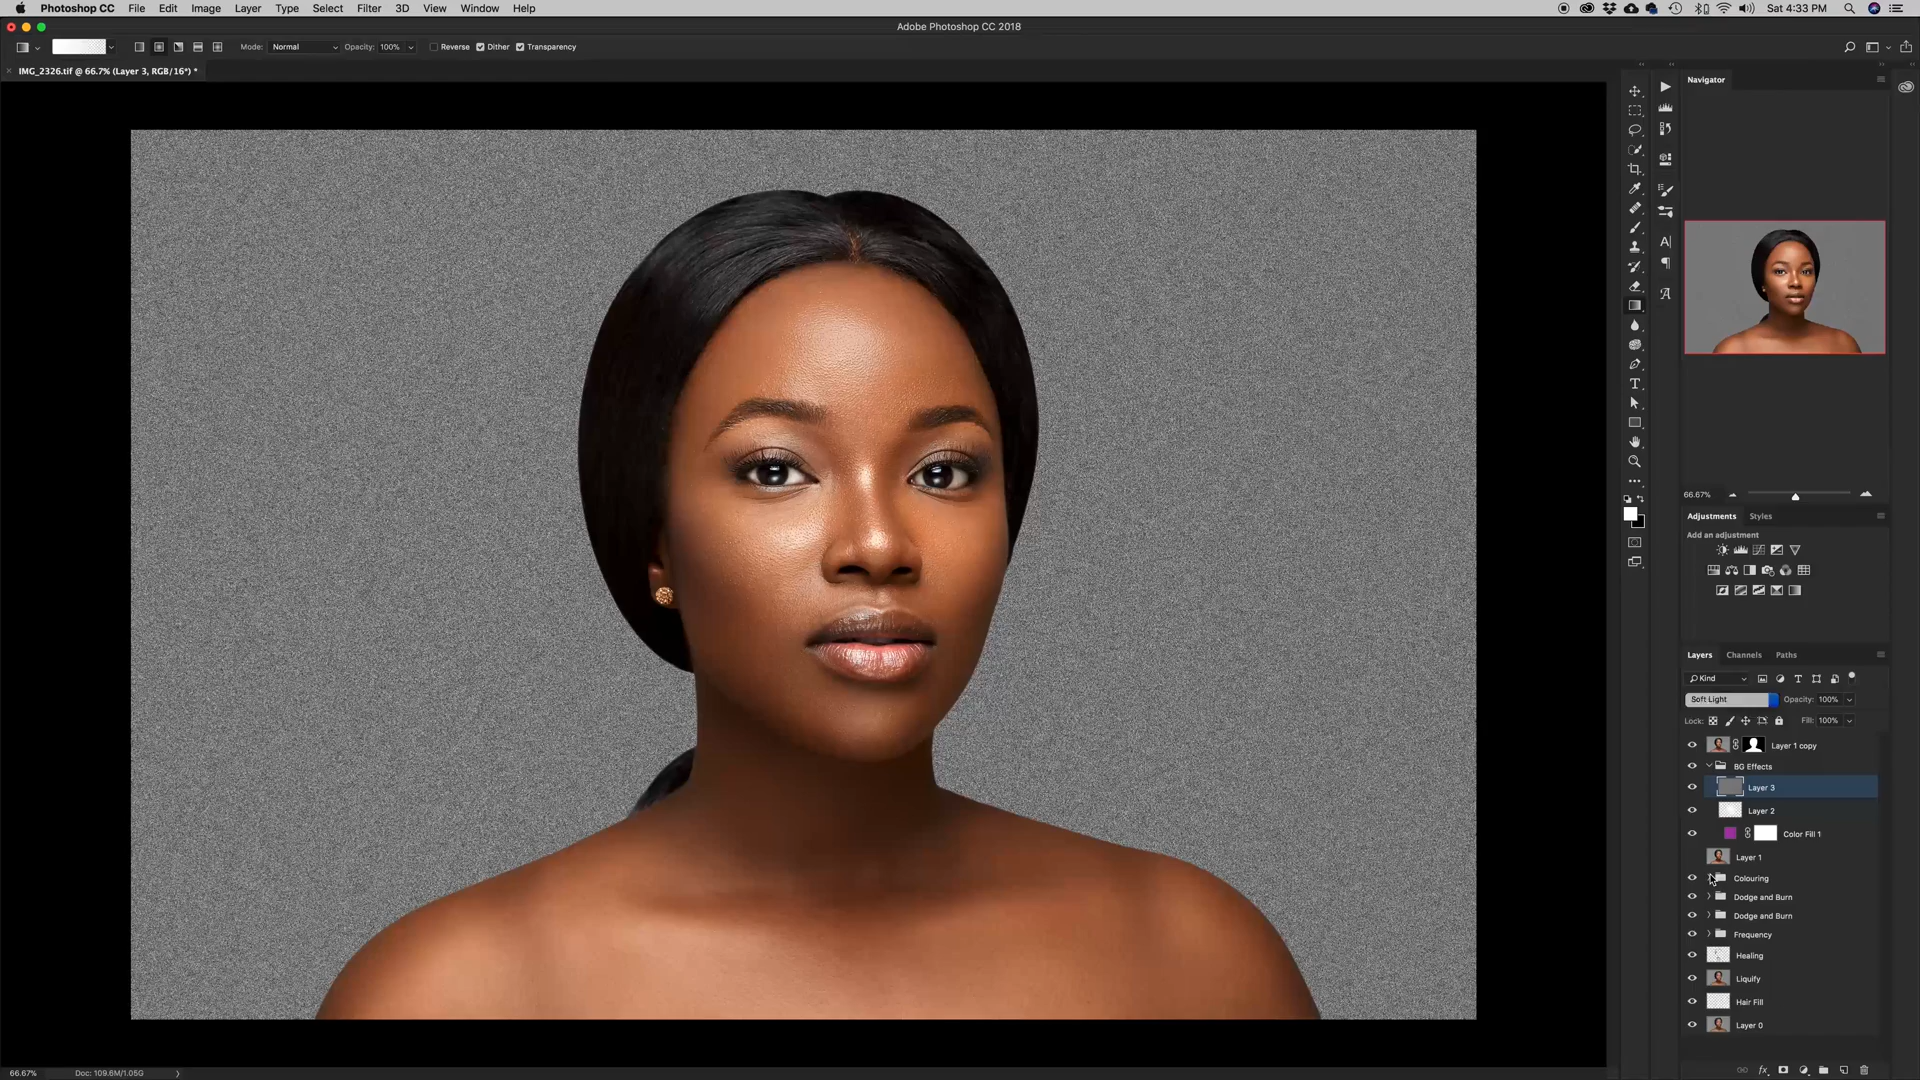 Photoshop CC File Edit Image Layer Type Select Filter 3D View Window Help Sat 4:33 PM
Adobe Photoshop CC 2018
Mode: Normal Opacity: 100% Reverse Dither Transparency
IMG_2326.tif @ 66.7% (Layer 3, RGB/16*) *
Navigator
66.67%
Adjustments Styles
Add an adjustment
Layers Channels Paths
Kind
Soft Light Opacity: 100%
Lock: Fill: 100%
Layer 1 copy
BG Effects
Layer 3
Layer 2
Color Fill 1
Layer 1
Colouring
Dodge and Burn
Dodge and Burn
Frequency
Healing
Liquify
Hair Fill
Layer 0
66.67% Doc: 109.6M/1.05G